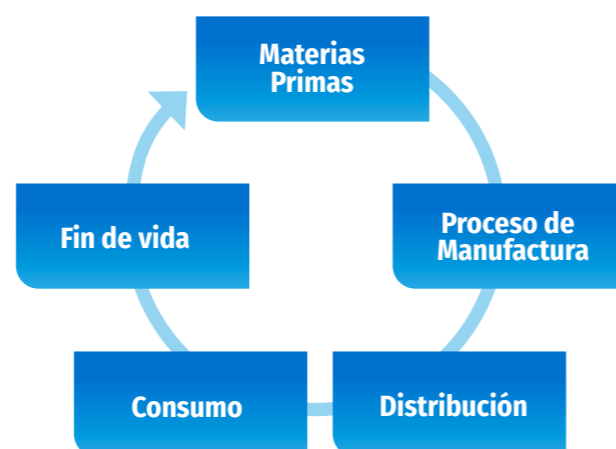 Materias
Primas
Proceso de
Manufactura
Distribución
Consumo
Fin de vida